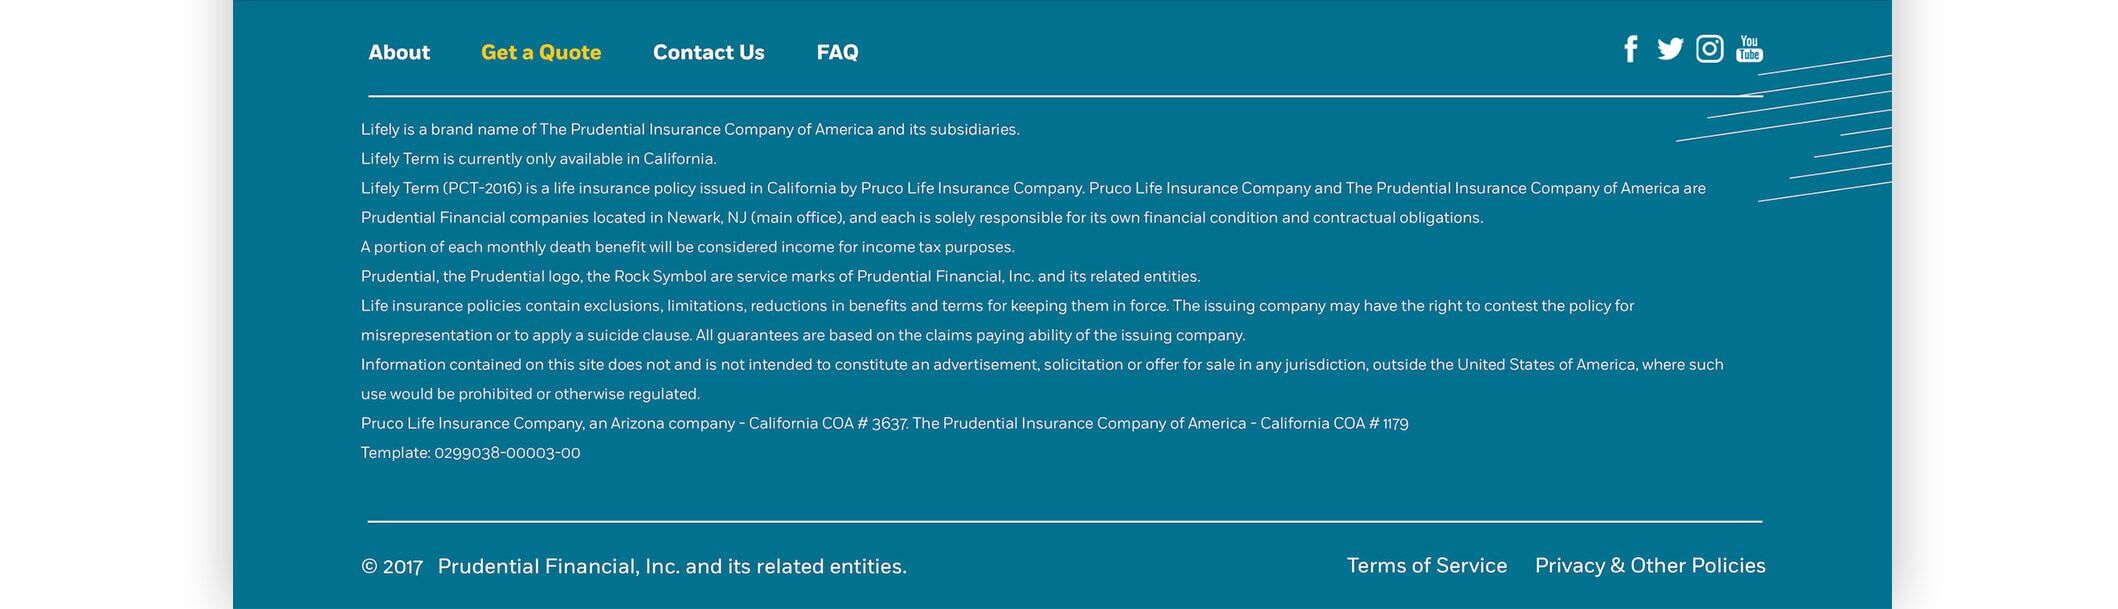 About Get a Quote Contact Us FAQ You Tube
Lifely is a brand name of The Prudential Insurance Company of America and its subsidiaries.
Lifely Term is currently only available in California.
Lifely Term (PCT-2016) is a life insurance policy issued in California by Pruco Life Insurance Company. Pruco Life Insurance Company and The Prudential Insurance Company of America are
Prudential Financial companies located in Newark, NJ (main office), and each is solely responsible for its own financial condition and contractual obligations.
A portion of each monthly death benefit will be considered income for income tax purposes.
Prudential, the Prudential logo, the Rock Symbol are service marks of Prudential Financial, Inc. and its related entities.
Life insurance policies contain exclusions, limitations, reductions in benefits and terms for keeping them in force. The issuing company may have the right to contest the policy for
misrepresentation or to apply a suicide clause. All guarantees are based on the claims paying ability of the issuing company.
Information contained on this site does not and is not intended to constitute an advertisement, solicitation or offer for sale in any jurisdiction, outside the United States of America, where such
use would be prohibited or otherwise regulated.
Pruco Life Insurance Company, an Arizona company - California COA # 3637. The Prudential Insurance Company of America - California COA # 1179
Template: 0299038-00003-00
© 2017 Prudential Financial, Inc. and its related entities. Terms of Service Privacy & Other Policies